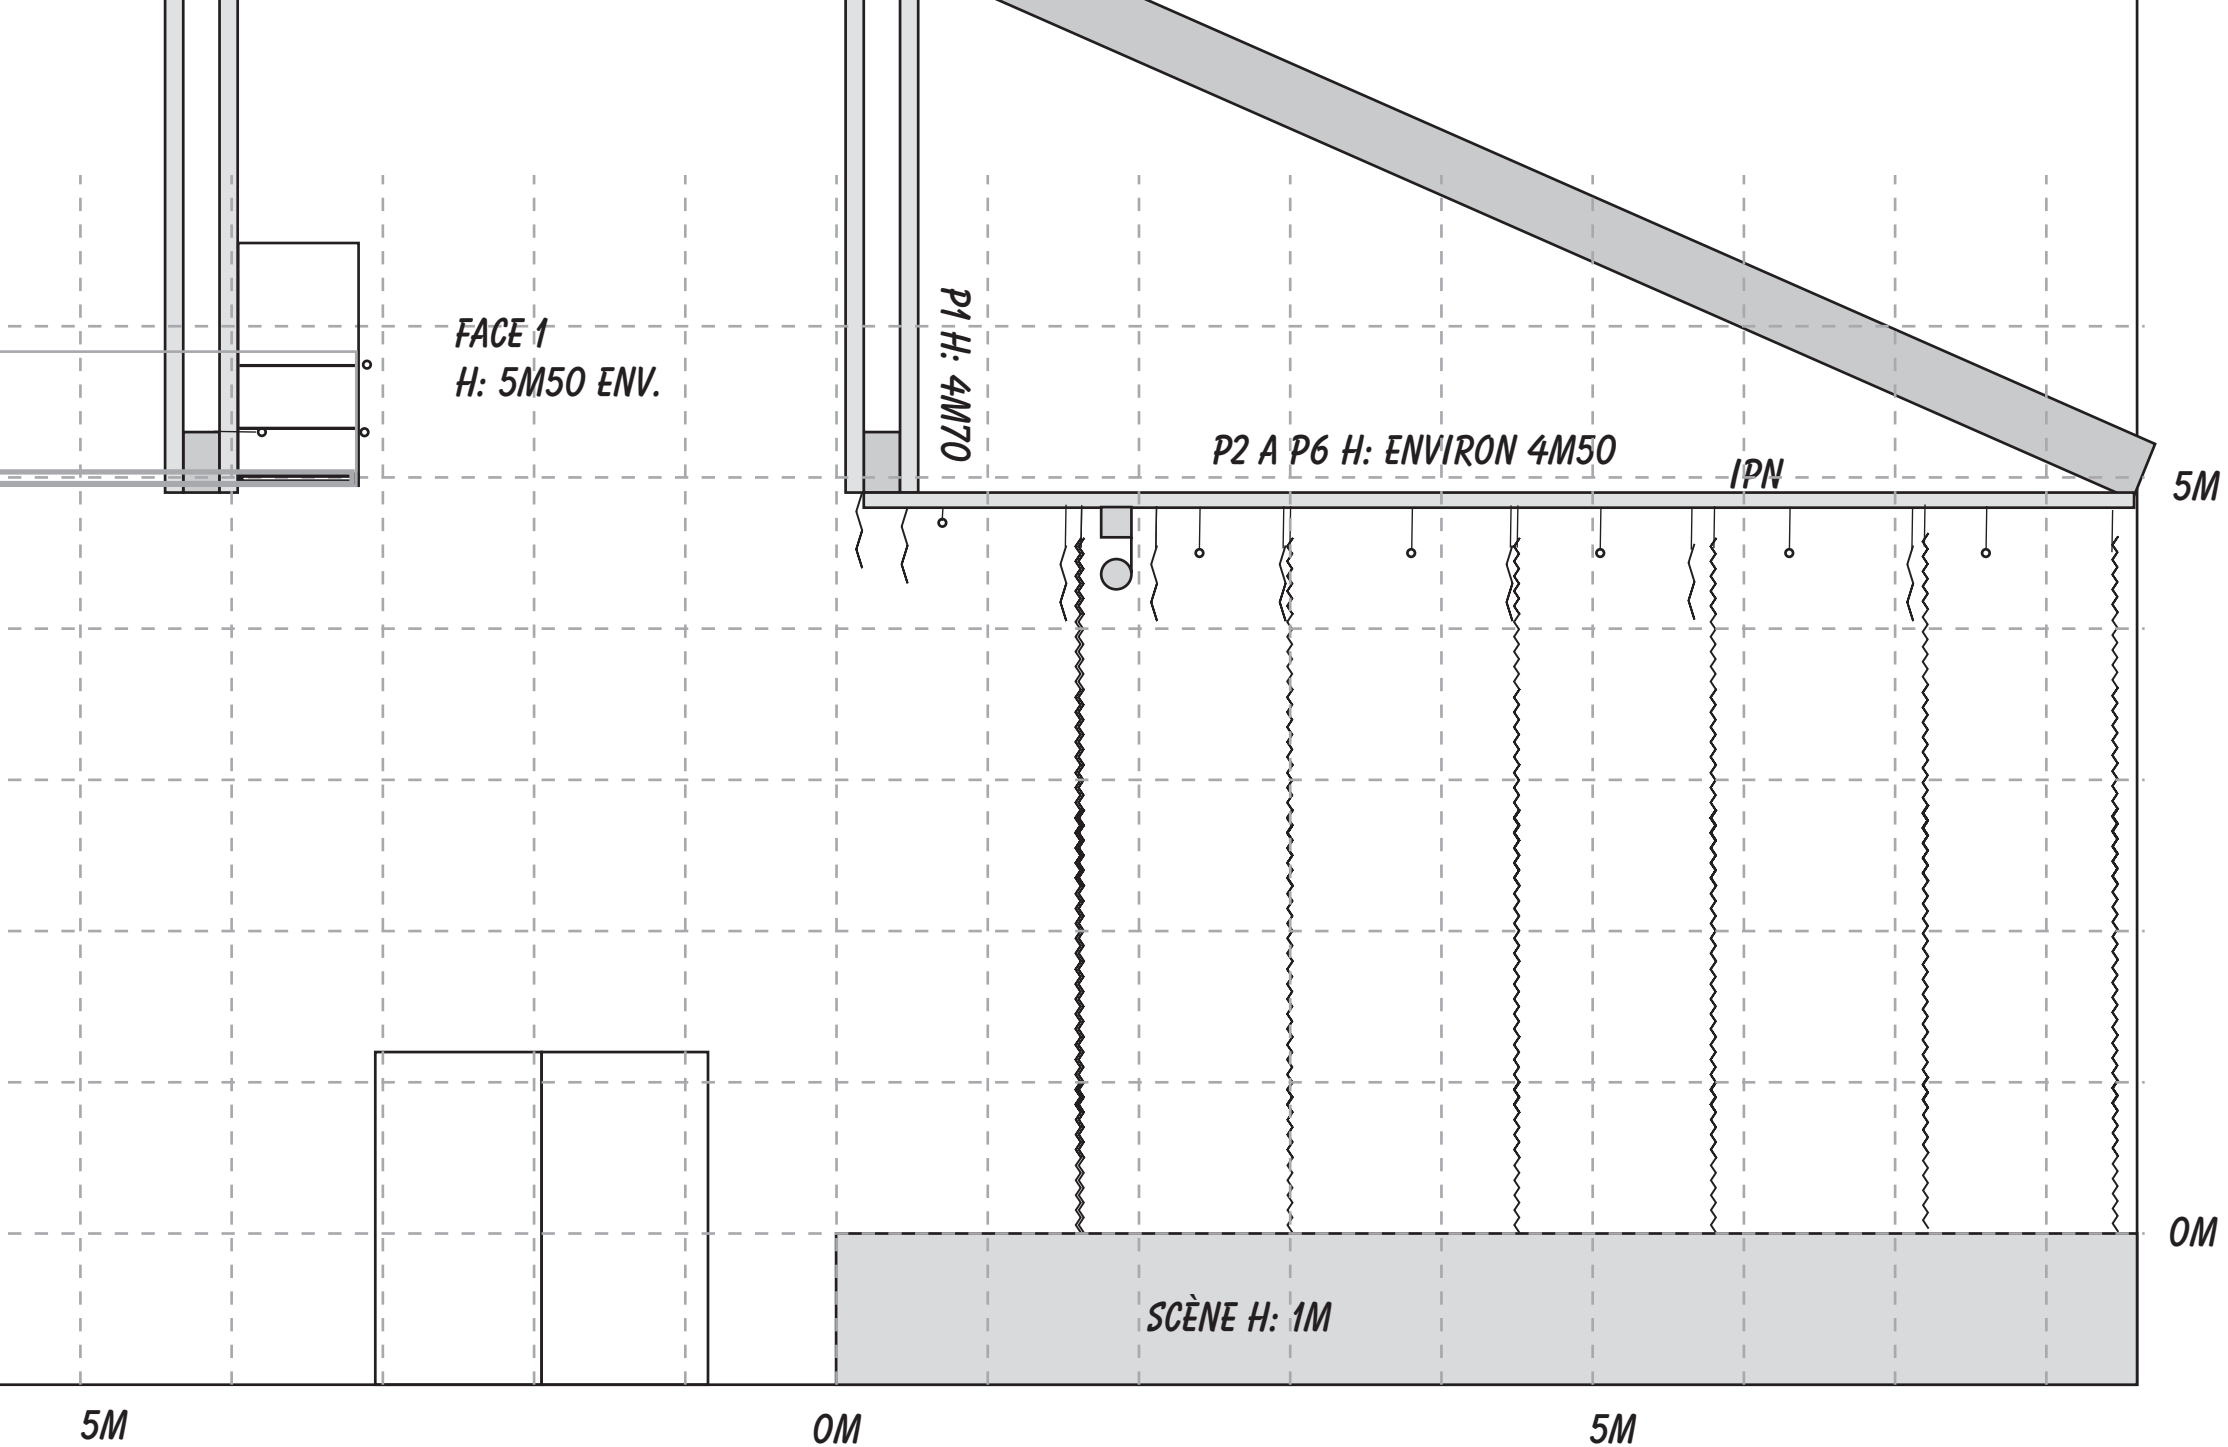 FACE 1
H: 5M50 ENV.
P1 H: 4M70
P2 A P6 H: ENVIRON 4M50
IPN
5M
0M
SCÈNE H: 1M
5M
0M
5M